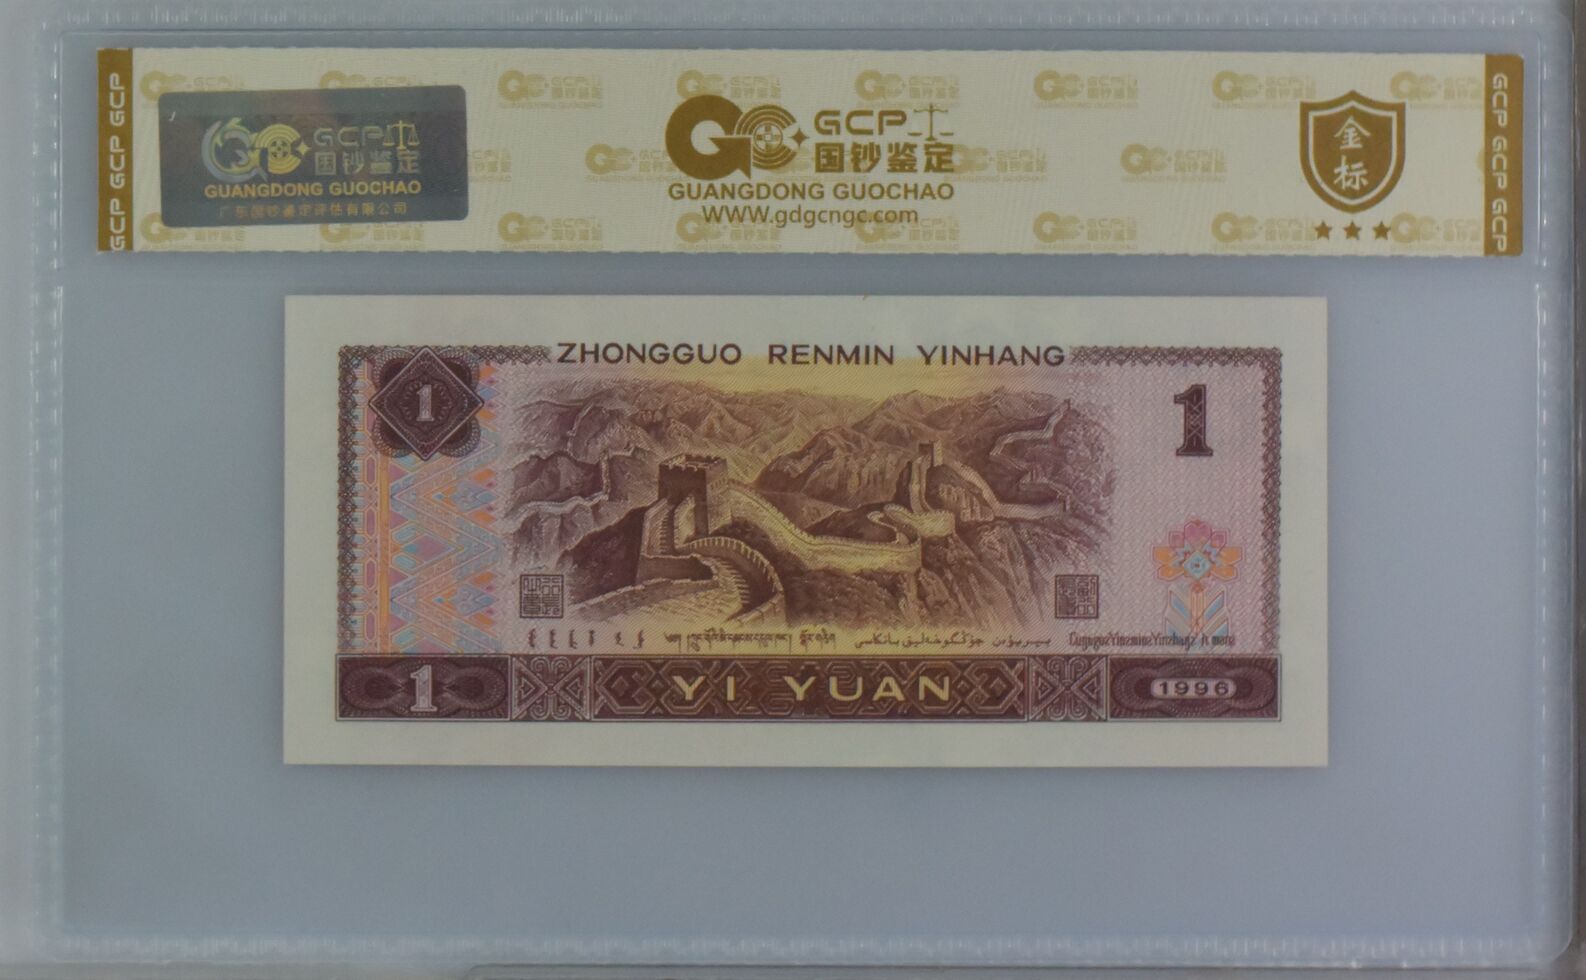 GCP 国钞鉴定
GUANGDONG GUOCHAO
广东国钞鉴定评估有限公司
GCP 国钞鉴定
GUANGDONG GUOCHAO
WWW.gdgcngc.com
金标
GCP GCP GCP
GCP GCP GCP
ZHONGGUO RENMIN YINHANG
1
1
1 YI YUAN 1996